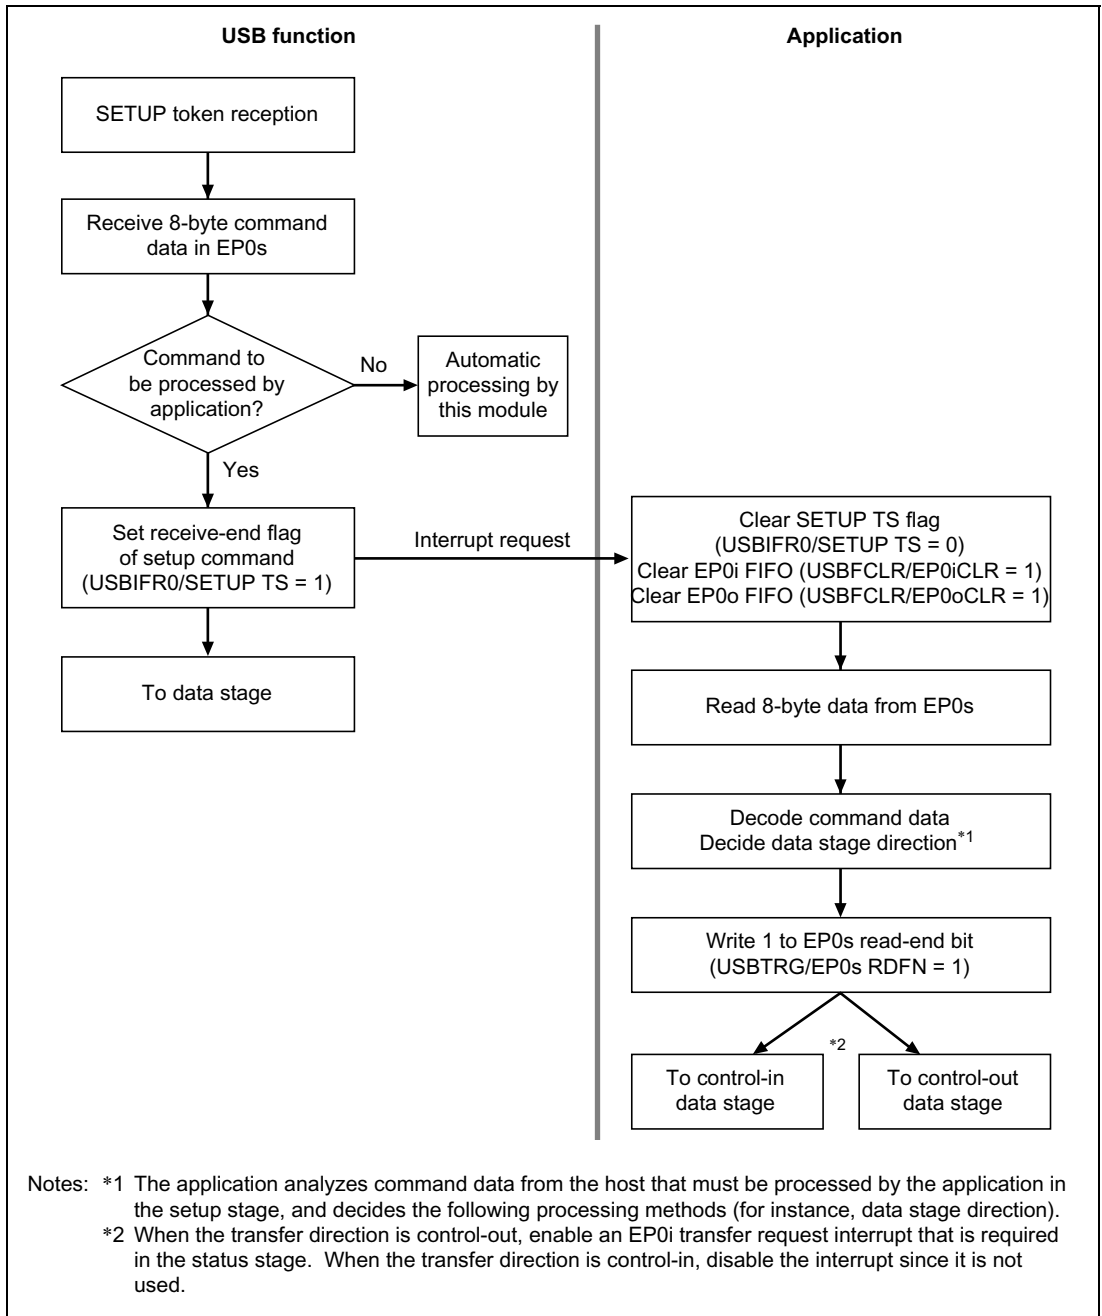 USB function
Application
SETUP token reception
Receive 8-byte command
data in EP0s
Command to
be processed by
application?
No
Automatic
processing by
this module
Yes
Set receive-end flag
of setup command
(USBIFR0/SETUP TS = 1)
Interrupt request
To data stage
Clear SETUP TS flag
(USBIFR0/SETUP TS = 0)
Clear EP0i FIFO (USBFCLR/EP0iCLR = 1)
Clear EP0o FIFO (USBFCLR/EP0oCLR = 1)
Read 8-byte data from EP0s
Decode command data
Decide data stage direction*1
Write 1 to EP0s read-end bit
(USBTRG/EP0s RDFN = 1)
*2
To control-in
data stage
To control-out
data stage
Notes: *1 The application analyzes command data from the host that must be processed by the application in
the setup stage, and decides the following processing methods (for instance, data stage direction).
*2 When the transfer direction is control-out, enable an EP0i transfer request interrupt that is required
in the status stage. When the transfer direction is control-in, disable the interrupt since it is not
used.